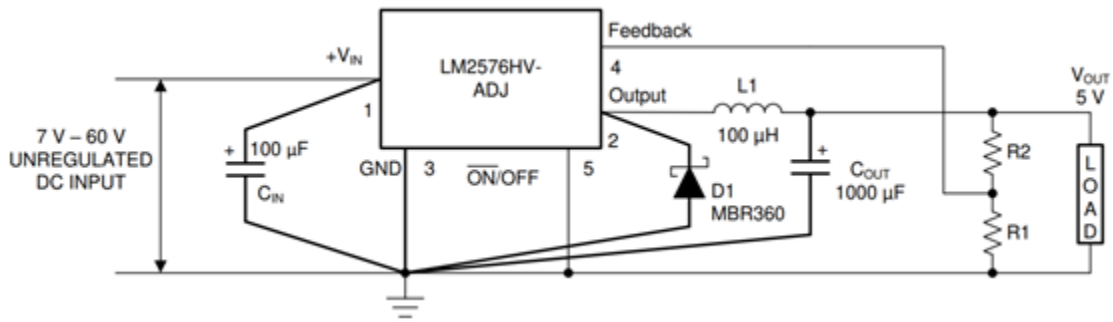 Feedback
+V_IN
LM2576HV-
ADJ
4
Output
L1
V_OUT
5 V
1
7 V – 60 V
UNREGULATED
DC INPUT
+
100 μF
C_IN
GND
3
ON/OFF
5
2
100 μH
+
C_OUT
1000 μF
D1
MBR360
R2
R1
LOAD